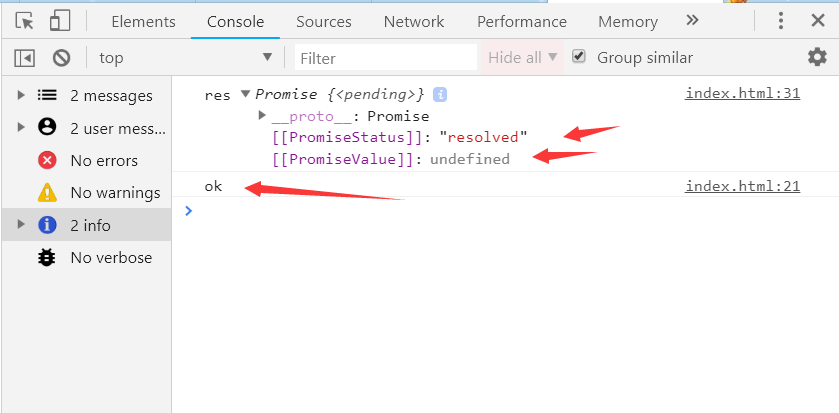 Elements Console Sources Network Performance Memory »
top Filter Hide all Group similar
2 messages
2 user mess...
No errors
No warnings
2 info
No verbose
res Promise {<pending>} i index.html:31
__proto__: Promise
[[PromiseStatus]]: "resolved"
[[PromiseValue]]: undefined
ok index.html:21
>